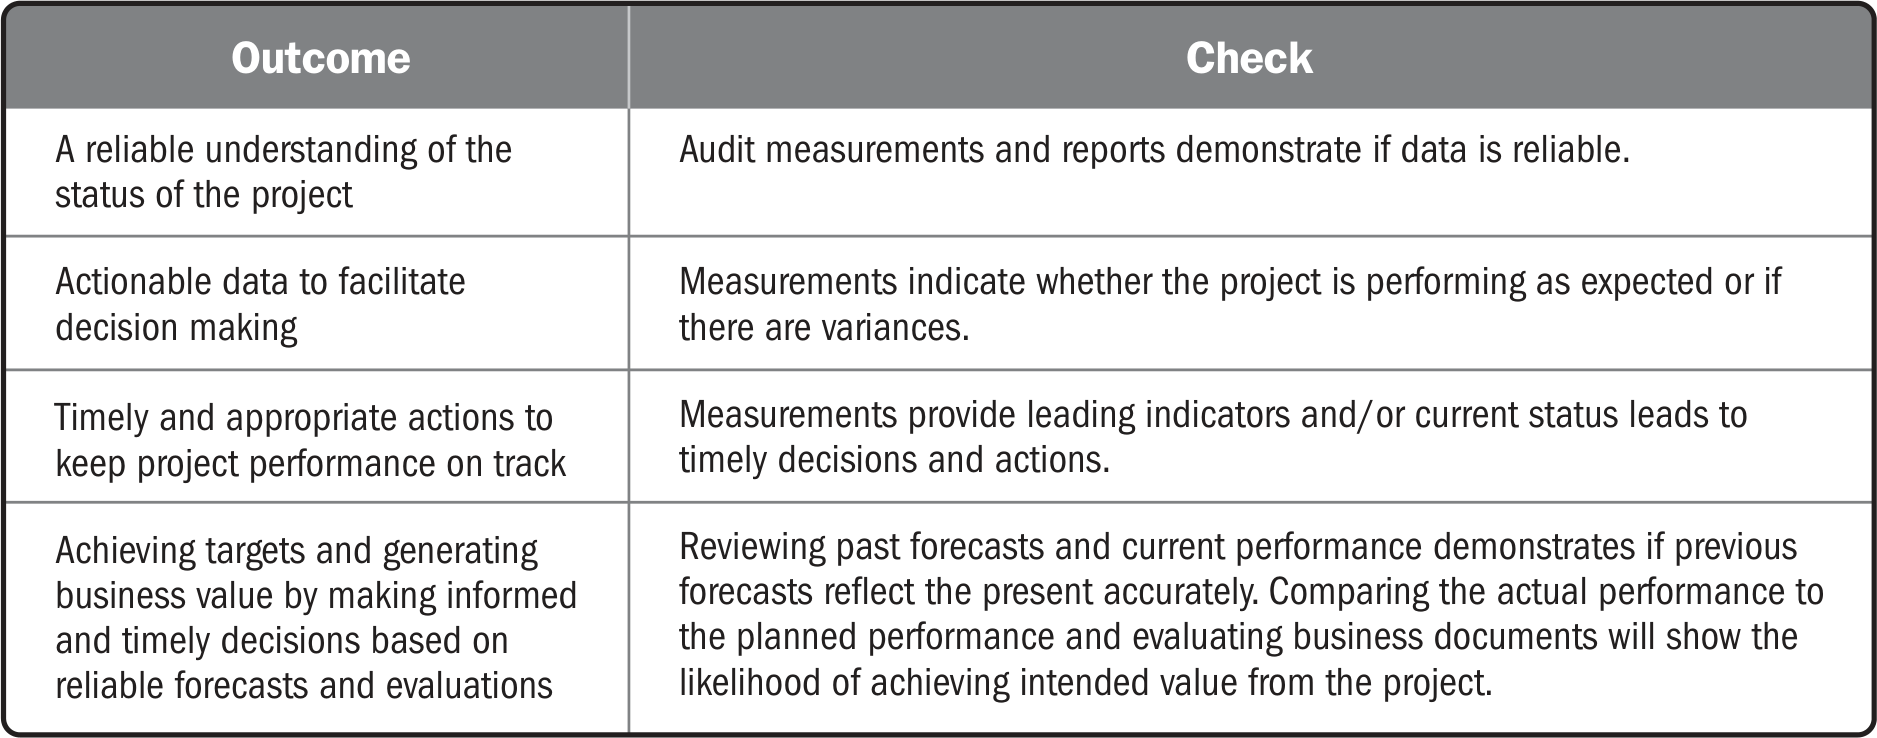 Outcome
Check
A reliable understanding of the
status of the project
Audit measurements and reports demonstrate if data is reliable.
Actionable data to facilitate
decision making
Measurements indicate whether the project is performing as expected or if
there are variances.
Timely and appropriate actions to
keep project performance on track
Measurements provide leading indicators and/or current status leads to
timely decisions and actions.
Achieving targets and generating
business value by making informed
and timely decisions based on
reliable forecasts and evaluations
Reviewing past forecasts and current performance demonstrates if previous
forecasts reflect the present accurately. Comparing the actual performance to
the planned performance and evaluating business documents will show the
likelihood of achieving intended value from the project.